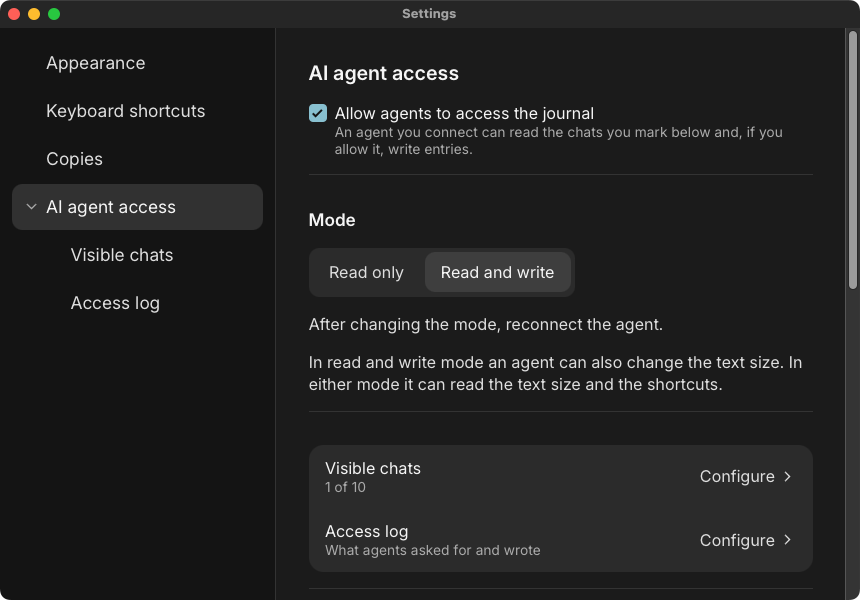 Settings
Appearance
Keyboard shortcuts
Copies
AI agent access
Visible chats
Access log
AI agent access
Allow agents to access the journal
An agent you connect can read the chats you mark below and, if you
allow it, write entries.
Mode
Read only
Read and write
After changing the mode, reconnect the agent.
In read and write mode an agent can also change the text size. In
either mode it can read the text size and the shortcuts.
Visible chats
1 of 10
Configure
Access log
What agents asked for and wrote
Configure